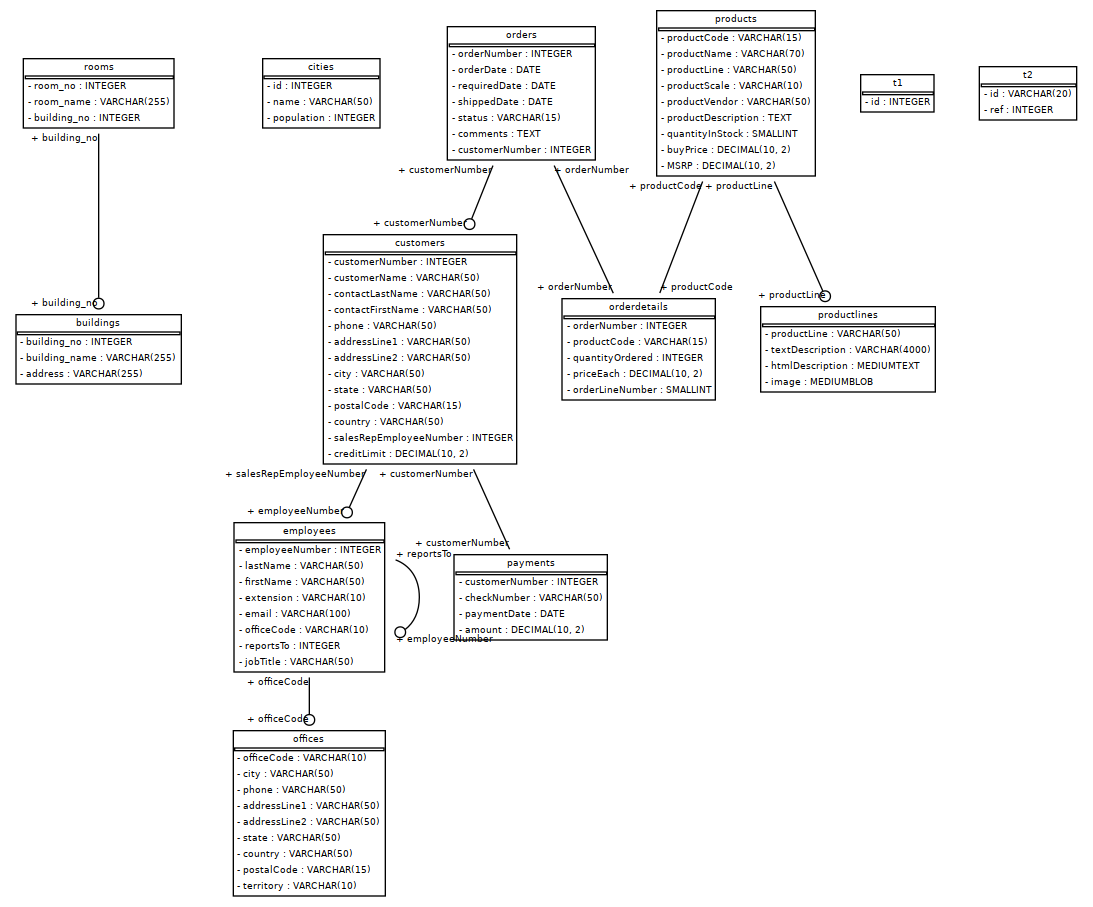 rooms
- room_no : INTEGER
- room_name : VARCHAR(255)
- building_no : INTEGER
+ building_no
+ building_no
buildings
- building_no : INTEGER
- building_name : VARCHAR(255)
- address : VARCHAR(255)
cities
- id : INTEGER
- name : VARCHAR(50)
- population : INTEGER
orders
- orderNumber : INTEGER
- orderDate : DATE
- requiredDate : DATE
- shippedDate : DATE
- status : VARCHAR(15)
- comments : TEXT
- customerNumber : INTEGER
+ customerNumber
+ orderNumber
products
- productCode : VARCHAR(15)
- productName : VARCHAR(70)
- productLine : VARCHAR(50)
- productScale : VARCHAR(10)
- productVendor : VARCHAR(50)
- productDescription : TEXT
- quantityInStock : SMALLINT
- buyPrice : DECIMAL(10, 2)
- MSRP : DECIMAL(10, 2)
+ productCode
+ productLine
t1
- id : INTEGER
t2
- id : VARCHAR(20)
- ref : INTEGER
+ customerNumber
customers
- customerNumber : INTEGER
- customerName : VARCHAR(50)
- contactLastName : VARCHAR(50)
- contactFirstName : VARCHAR(50)
- phone : VARCHAR(50)
- addressLine1 : VARCHAR(50)
- addressLine2 : VARCHAR(50)
- city : VARCHAR(50)
- state : VARCHAR(50)
- postalCode : VARCHAR(15)
- country : VARCHAR(50)
- salesRepEmployeeNumber : INTEGER
- creditLimit : DECIMAL(10, 2)
+ salesRepEmployeeNumber
+ customerNumber
+ orderNumber
+ productCode
orderdetails
- orderNumber : INTEGER
- productCode : VARCHAR(15)
- quantityOrdered : INTEGER
- priceEach : DECIMAL(10, 2)
- orderLineNumber : SMALLINT
+ productLine
productlines
- productLine : VARCHAR(50)
- textDescription : VARCHAR(4000)
- htmlDescription : MEDIUMTEXT
- image : MEDIUMBLOB
+ employeeNumber
employees
- employeeNumber : INTEGER
- lastName : VARCHAR(50)
- firstName : VARCHAR(50)
- extension : VARCHAR(10)
- email : VARCHAR(100)
- officeCode : VARCHAR(10)
- reportsTo : INTEGER
- jobTitle : VARCHAR(50)
+ reportsTo
+ employeeNumber
+ customerNumber
payments
- customerNumber : INTEGER
- checkNumber : VARCHAR(50)
- paymentDate : DATE
- amount : DECIMAL(10, 2)
+ officeCode
+ officeCode
offices
- officeCode : VARCHAR(10)
- city : VARCHAR(50)
- phone : VARCHAR(50)
- addressLine1 : VARCHAR(50)
- addressLine2 : VARCHAR(50)
- state : VARCHAR(50)
- country : VARCHAR(50)
- postalCode : VARCHAR(15)
- territory : VARCHAR(10)